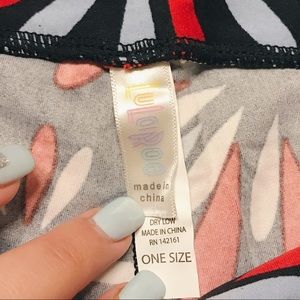 LuLaRoe
made in
china
DRY LOW
MADE IN CHINA
RN 142161
ONE SIZE